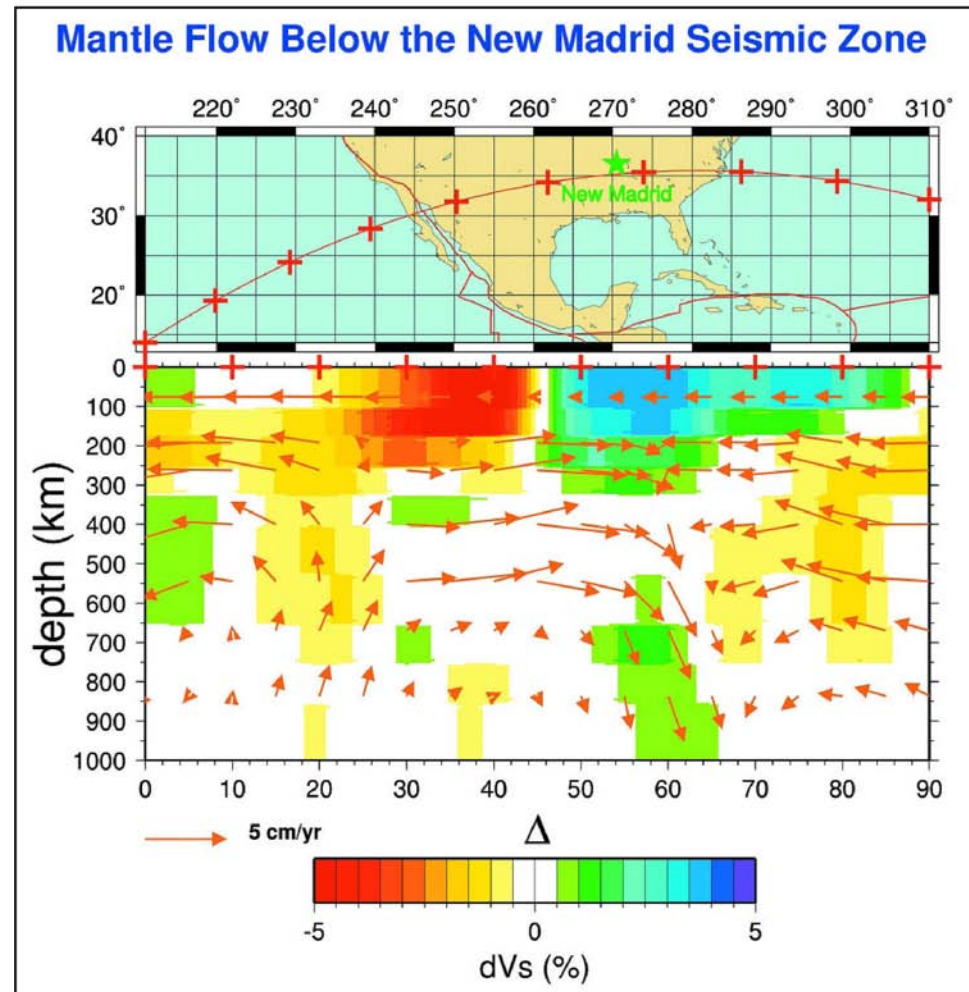 Mantle Flow Below the New Madrid Seismic Zone
220° 230° 240° 250° 260° 270° 280° 290° 300° 310°
40°
New Madrid
30°
20°
0
100
200
300
400
500
600
700
800
900
1000
depth (km)
0 10 20 30 40 50 60 70 80 90
5 cm/yr
Δ
-5 0 5
dVs (%)